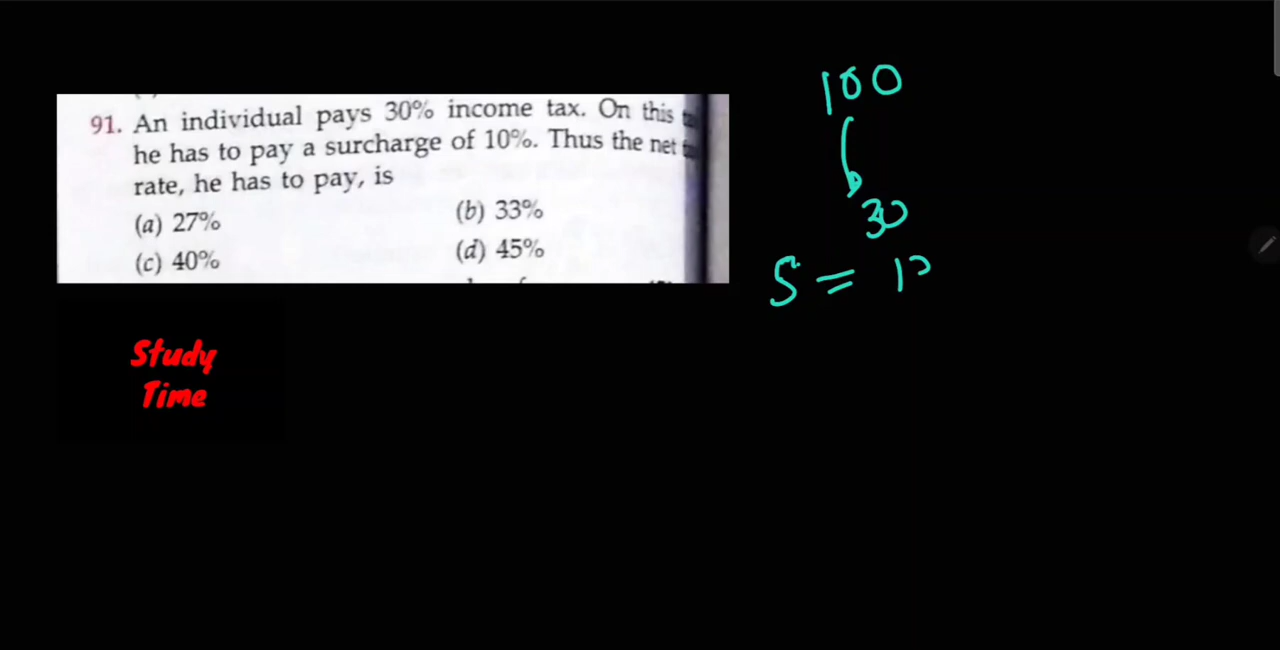 91. An individual pays 30% income tax. On this
he has to pay a surcharge of 10%. Thus the net
rate, he has to pay, is
(a) 27%
(b) 33%
(c) 40%
(d) 45%
100
30
S =
Study
Time